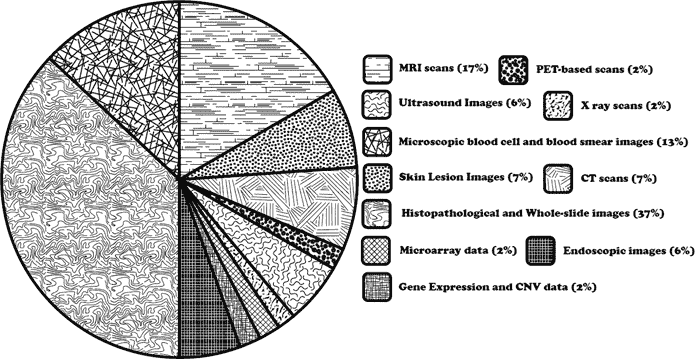 MRI scans (17%) PET-based scans (2%)
Ultrasound Images (6%) X ray scans (2%)
Microscopic blood cell and blood smear images (13%)
Skin Lesion Images (7%) CT scans (7%)
Histopathological and Whole-slide images (37%)
Microarray data (2%) Endoscopic images (6%)
Gene Expression and CNV data (2%)